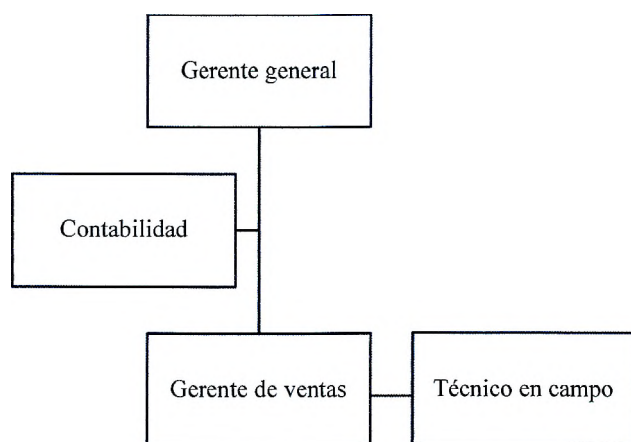 Gerente general
Contabilidad
Gerente de ventas
Técnico en campo